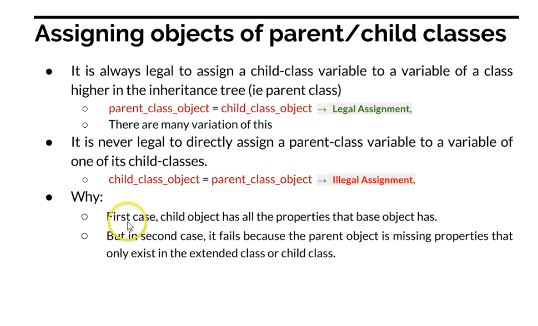 Assigning objects of parent/child classes
● It is always legal to assign a child-class variable to a variable of a class
higher in the inheritance tree (ie parent class)
○ parent_class_object = child_class_object → Legal Assignment,
○ There are many variation of this
● It is never legal to directly assign a parent-class variable to a variable of
one of its child-classes.
○ child_class_object = parent_class_object → Illegal Assignment,
● Why:
○ First case, child object has all the properties that base object has.
○ But in second case, it fails because the parent object is missing properties that
only exist in the extended class or child class.